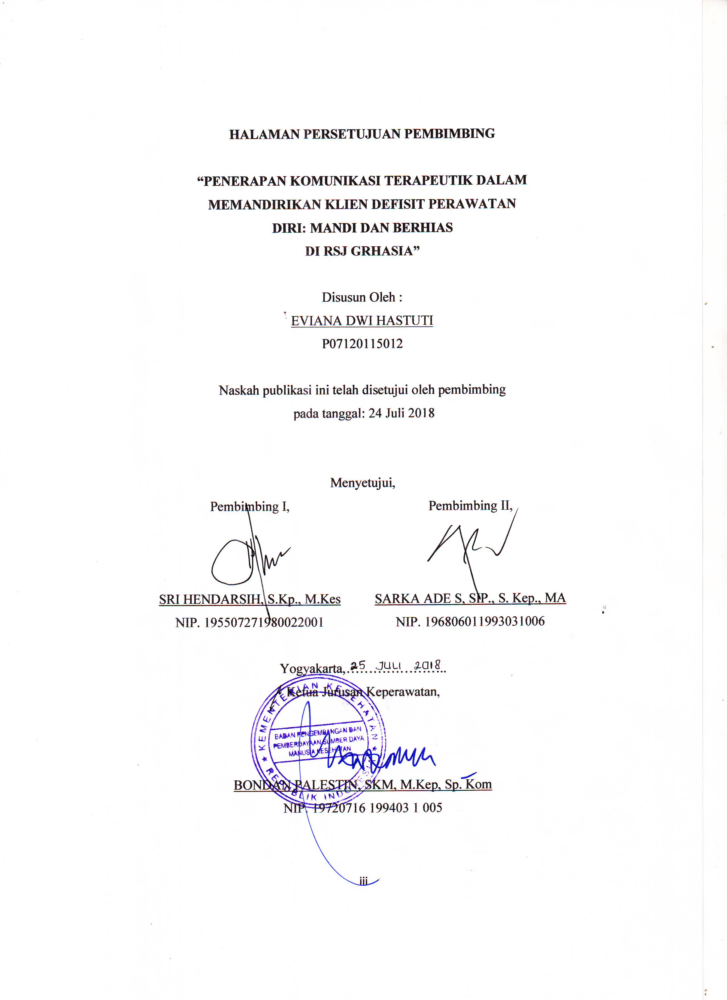 HALAMAN PERSETUJUAN PEMBIMBING
“PENERAPAN KOMUNIKASI TERAPEUTIK DALAM
MEMANDIRIKAN KLIEN DEFISIT PERAWATAN
DIRI: MANDI DAN BERHIAS
DI RSJ GRHASIA”
Disusun Oleh :
EVIANA DWI HASTUTI
P07120115012
Naskah publikasi ini telah disetujui oleh pembimbing
pada tanggal: 24 Juli 2018
Menyetujui,
Pembimbing I,
Pembimbing II,
SRI HENDARSIH, S.Kp., M.Kes
SARKA ADE S, SIP., S. Kep., MA
NIP. 195507271980022001
NIP. 196806011993031006
Yogyakarta, 25 JULI 2018
Ketua Jurusan Keperawatan,
KEMENTERIAN KESEHATAN
BADAN PENGEMBANGAN DAN
PEMBERDAYAAN SUMBER DAYA
MANUSIA KESEHATAN
REPUBLIK INDONESIA
BONDAN PALESTIN, SKM, M.Kep, Sp. Kom
NIP. 19720716 199403 1 005
iii